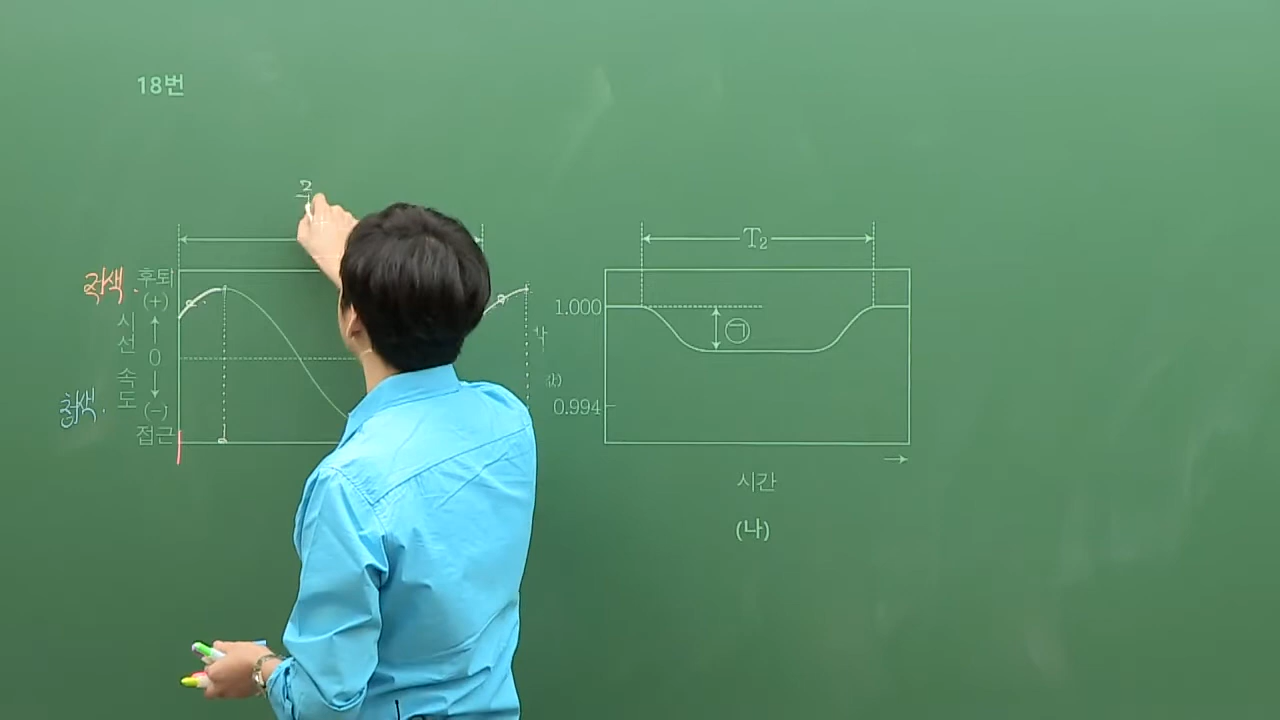 18번
적색.
후퇴
(+)
시선 속도
0
청색.
(−)
접근
T₂
1.000
㉠
0.994
시간
(나)